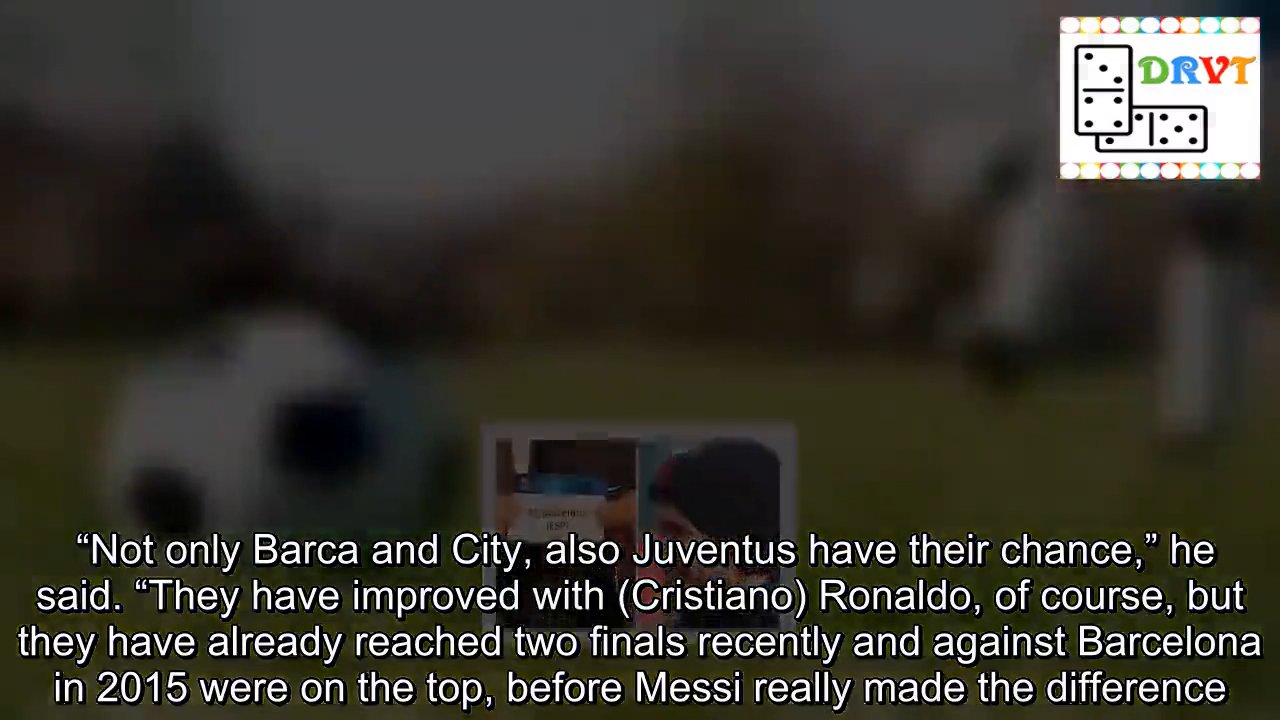 DRVT
“Not only Barca and City, also Juventus have their chance,” he
said. “They have improved with (Cristiano) Ronaldo, of course, but
they have already reached two finals recently and against Barcelona
in 2015 were on the top, before Messi really made the difference